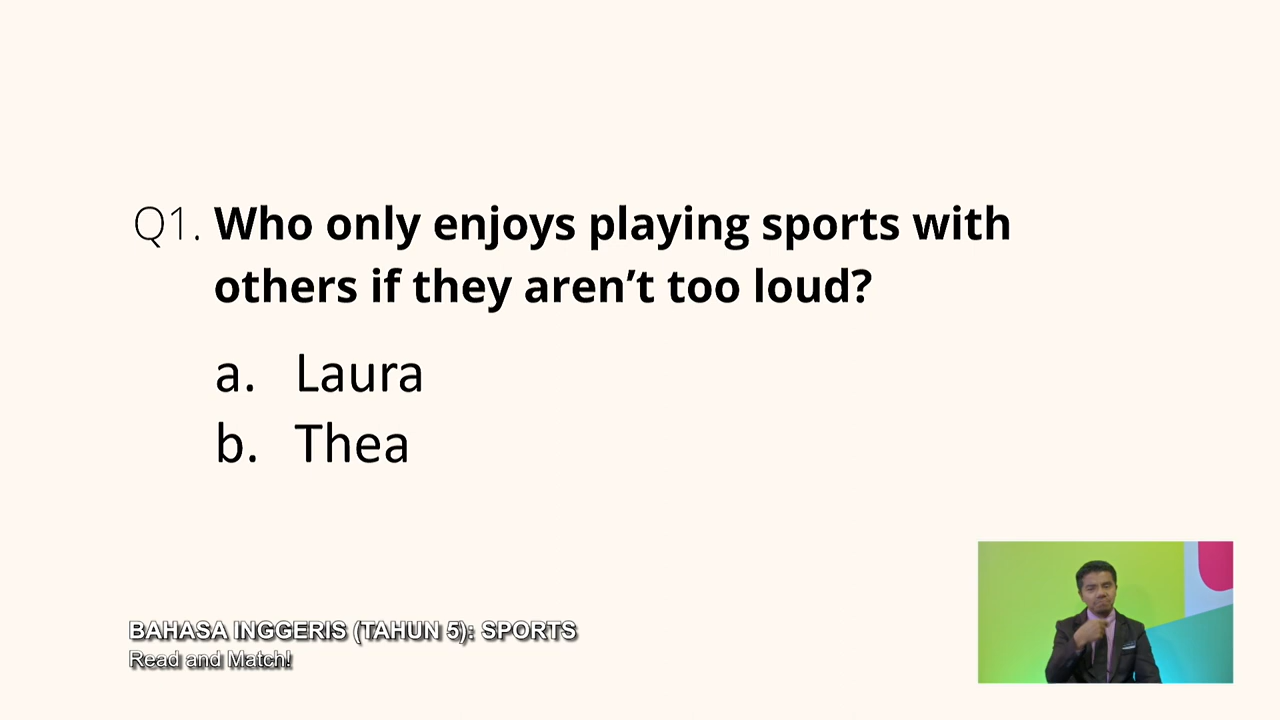 Q1. Who only enjoys playing sports with
others if they aren’t too loud?
a. Laura
b. Thea
BAHASA INGGERIS (TAHUN 5): SPORTS
Read and Match!